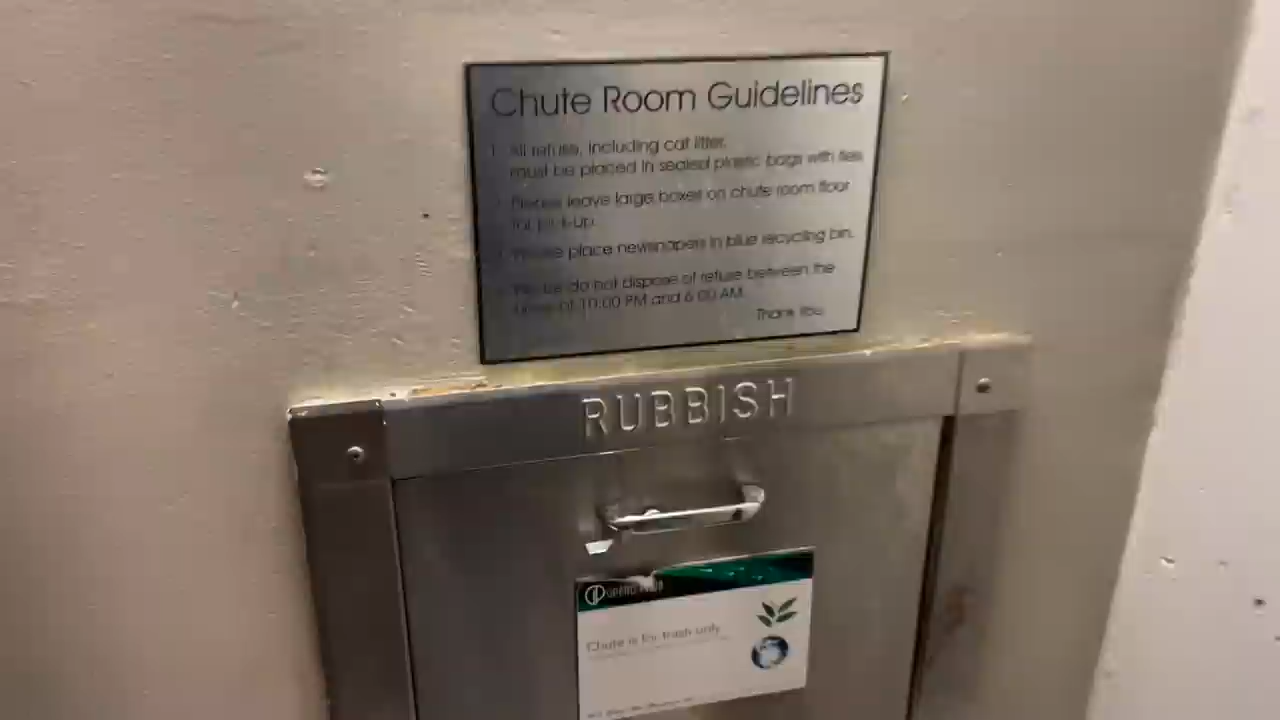 Chute Room Guidelines
1. All refuse, including cat litter,
must be placed in sealed plastic bags with ties
Please leave large boxes on chute room floor
for pick-up
Please place newspapers in blue recycling bin.
Please do not dispose of refuse between the
hours of 10:00 PM and 6:00 AM
Thank You
RUBBISH
Chute is for trash only